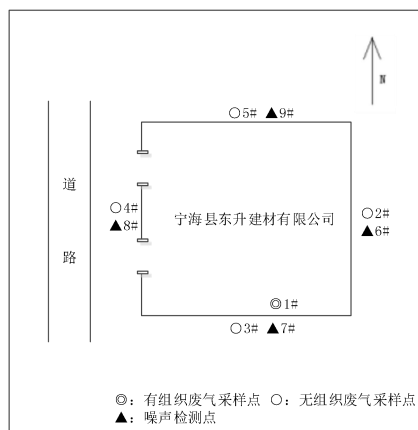 N
○5# ▲9#
道
路
○4#
▲8#
宁海县东升建材有限公司
○2#
▲6#
◎1#
○3# ▲7#
◎：有组织废气采样点 ○：无组织废气采样点
▲：噪声检测点